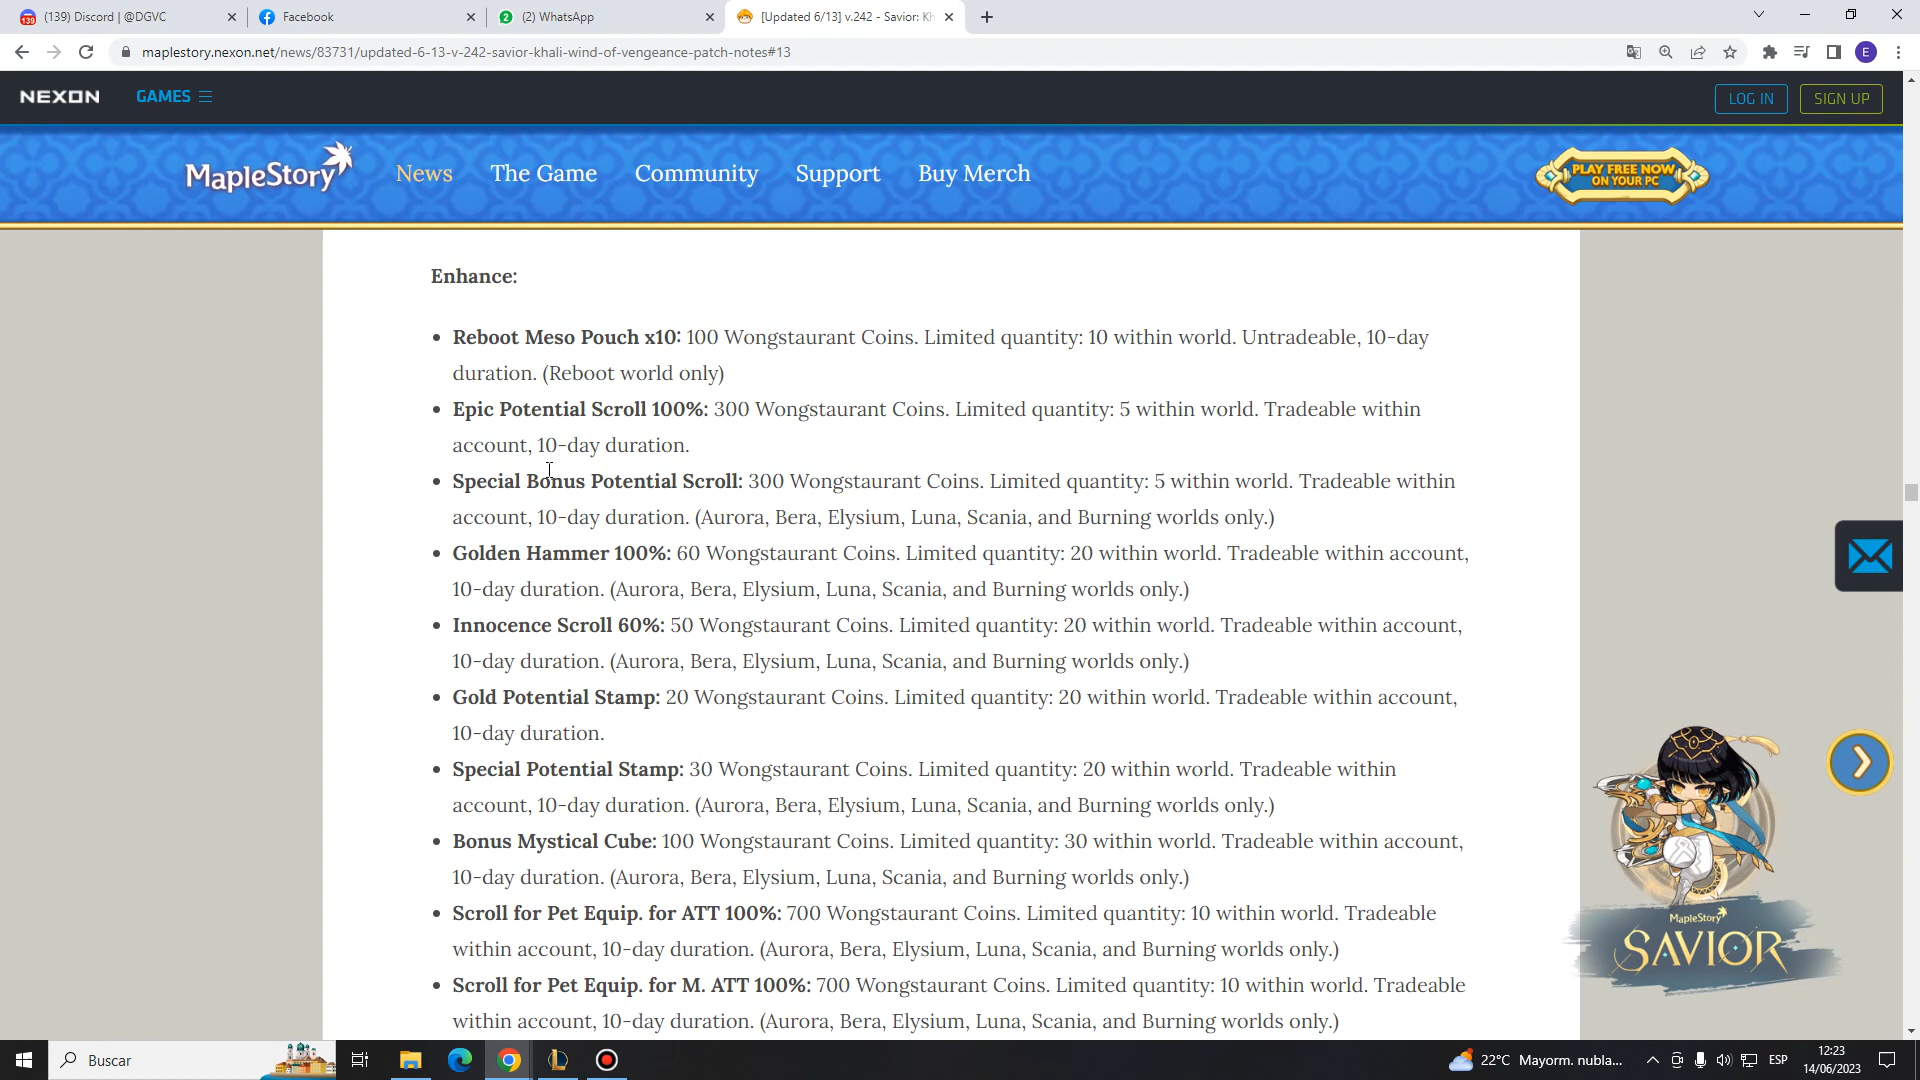 139
(139) Discord | @DGVC
Facebook
2
(2) WhatsApp
[Updated 6/13] v.242 - Savior: Kh
maplestory.nexon.net/news/83731/updated-6-13-v-242-savior-khali-wind-of-vengeance-patch-notes#13
E
NEXON
GAMES
LOG IN
SIGN UP
MapleStory
News
The Game
Community
Support
Buy Merch
PLAY FREE NOW
ON YOUR PC
Enhance:
Reboot Meso Pouch x10: 100 Wongstaurant Coins. Limited quantity: 10 within world. Untradeable, 10-day
duration. (Reboot world only)
Epic Potential Scroll 100%: 300 Wongstaurant Coins. Limited quantity: 5 within world. Tradeable within
account, 10-day duration.
Special Bonus Potential Scroll: 300 Wongstaurant Coins. Limited quantity: 5 within world. Tradeable within
account, 10-day duration. (Aurora, Bera, Elysium, Luna, Scania, and Burning worlds only.)
Golden Hammer 100%: 60 Wongstaurant Coins. Limited quantity: 20 within world. Tradeable within account,
10-day duration. (Aurora, Bera, Elysium, Luna, Scania, and Burning worlds only.)
Innocence Scroll 60%: 50 Wongstaurant Coins. Limited quantity: 20 within world. Tradeable within account,
10-day duration. (Aurora, Bera, Elysium, Luna, Scania, and Burning worlds only.)
Gold Potential Stamp: 20 Wongstaurant Coins. Limited quantity: 20 within world. Tradeable within account,
10-day duration.
Special Potential Stamp: 30 Wongstaurant Coins. Limited quantity: 20 within world. Tradeable within
account, 10-day duration. (Aurora, Bera, Elysium, Luna, Scania, and Burning worlds only.)
Bonus Mystical Cube: 100 Wongstaurant Coins. Limited quantity: 30 within world. Tradeable within account,
10-day duration. (Aurora, Bera, Elysium, Luna, Scania, and Burning worlds only.)
Scroll for Pet Equip. for ATT 100%: 700 Wongstaurant Coins. Limited quantity: 10 within world. Tradeable
within account, 10-day duration. (Aurora, Bera, Elysium, Luna, Scania, and Burning worlds only.)
Scroll for Pet Equip. for M. ATT 100%: 700 Wongstaurant Coins. Limited quantity: 10 within world. Tradeable
within account, 10-day duration. (Aurora, Bera, Elysium, Luna, Scania, and Burning worlds only.)
MapleStory
SAVIOR
Buscar
22°C Mayorm. nubla...
ESP
12:23
14/06/2023